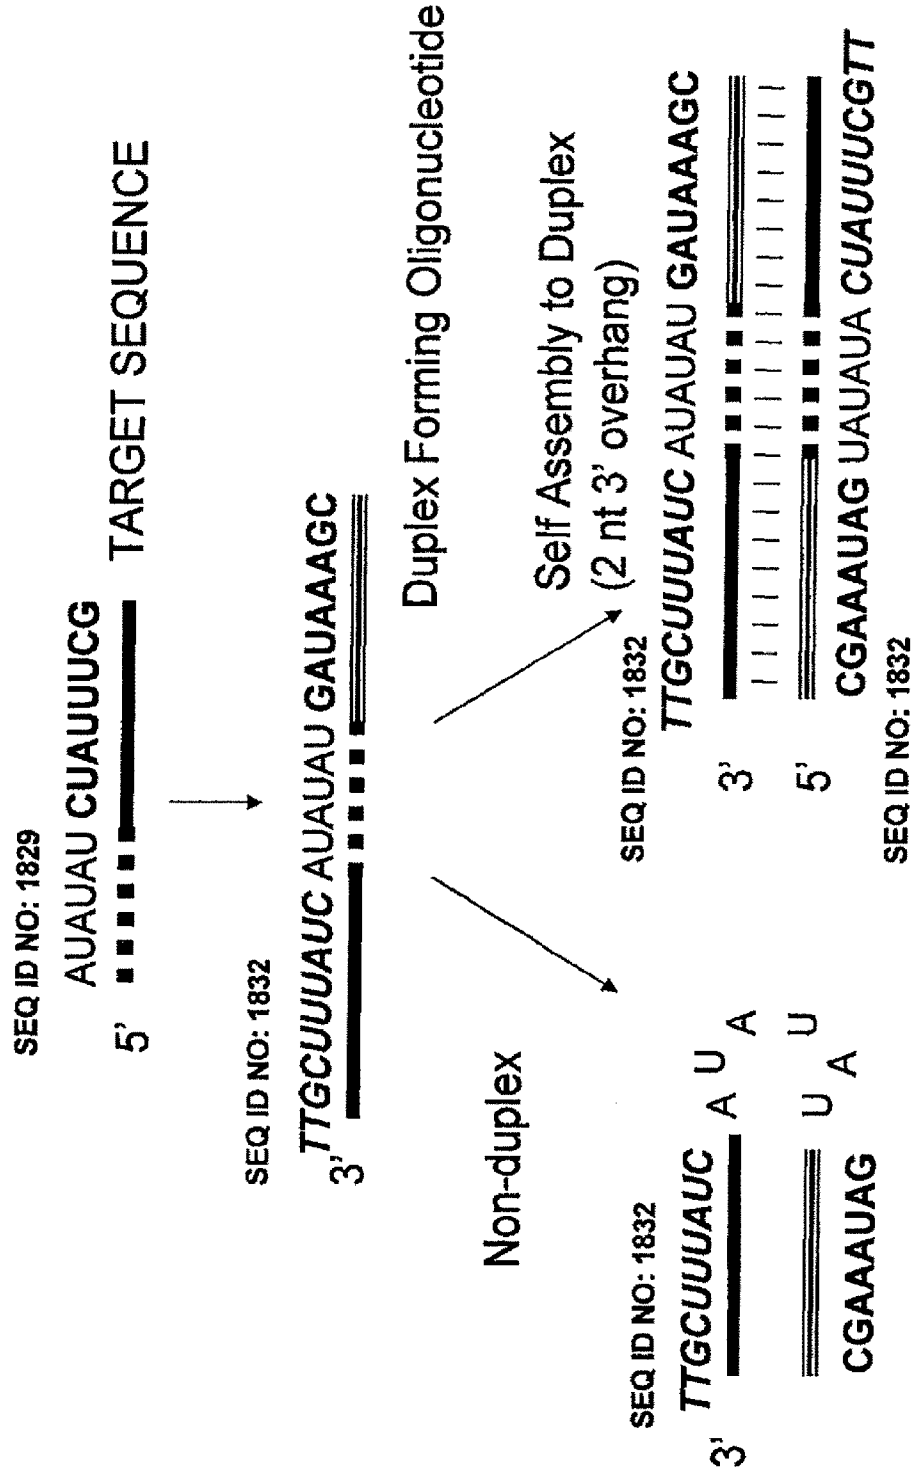 SEQ ID NO: 1829
AUAUAU CUAUUUCG
5' TARGET SEQUENCE
SEQ ID NO: 1832
TTGCUUUAUC AUAUAU GAUAAAGC
3'
Duplex Forming Oligonucleotide
Non-duplex
Self Assembly to Duplex
(2 nt 3' overhang)
SEQ ID NO: 1832
TTGCUUUAUC
3'
A U A
U A U
CGAAAUAG
SEQ ID NO: 1832
TTGCUUUAUC AUAUAU GAUAAAGC
3'
5'
CGAAAUAG UAUAUA CUAUUUCGTT
SEQ ID NO: 1832